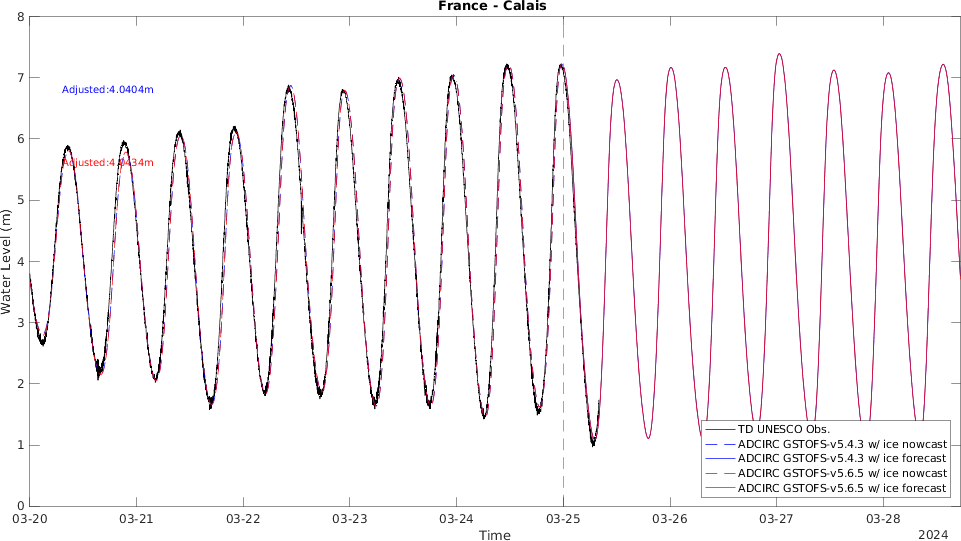 France - Calais
8
7
6
5
4
3
2
1
0
Water Level (m)
Adjusted:4.0404m
Adjusted:4.0434m
TD UNESCO Obs.
ADCIRC GSTOFS-v5.4.3 w/ ice nowcast
ADCIRC GSTOFS-v5.4.3 w/ ice forecast
ADCIRC GSTOFS-v5.6.5 w/ ice nowcast
ADCIRC GSTOFS-v5.6.5 w/ ice forecast
03-20 03-21 03-22 03-23 03-24 03-25 03-26 03-27 03-28
Time
2024